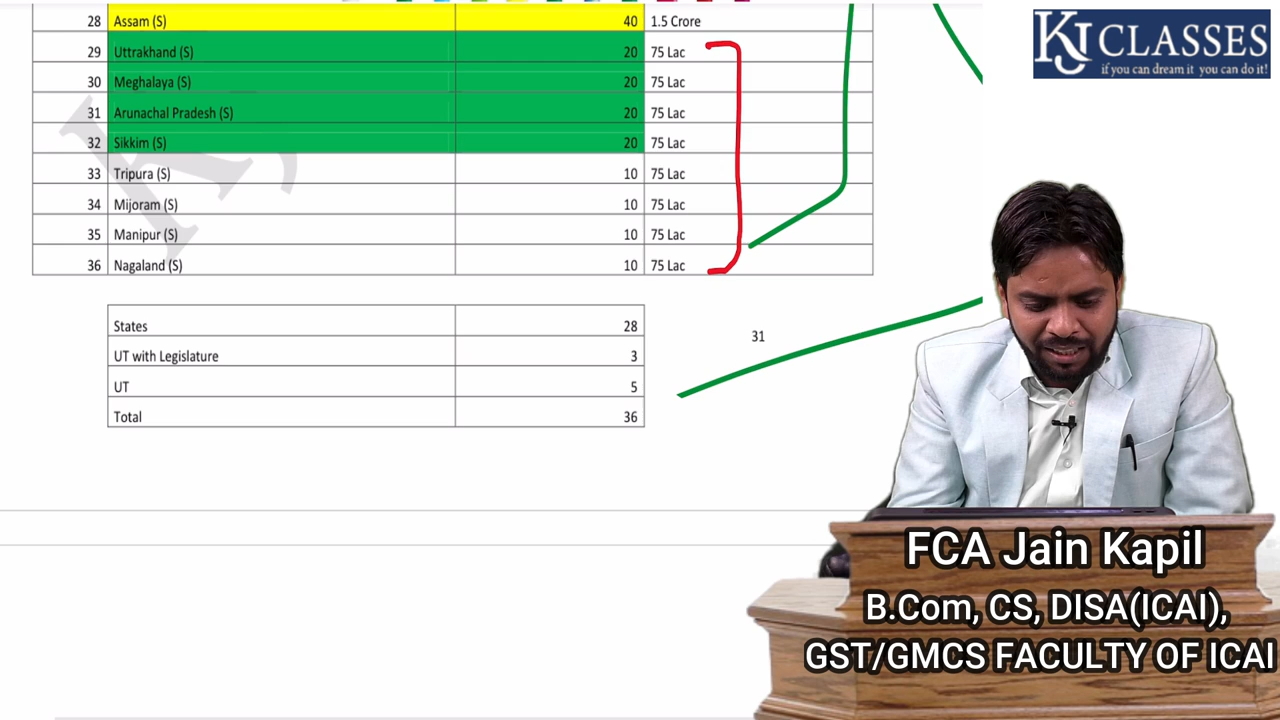 28 Assam (S) 40 1.5 Crore
29 Uttrakhand (S) 20 75 Lac
30 Meghalaya (S) 20 75 Lac
31 Arunachal Pradesh (S) 20 75 Lac
32 Sikkim (S) 20 75 Lac
33 Tripura (S) 10 75 Lac
34 Mijoram (S) 10 75 Lac
35 Manipur (S) 10 75 Lac
36 Nagaland (S) 10 75 Lac
States 28
31
UT with Legislature 3
UT 5
Total 36
KJ CLASSES
if you can dream it you can do it!
FCA Jain Kapil
B.Com, CS, DISA(ICAI),
GST/GMCS FACULTY OF ICAI